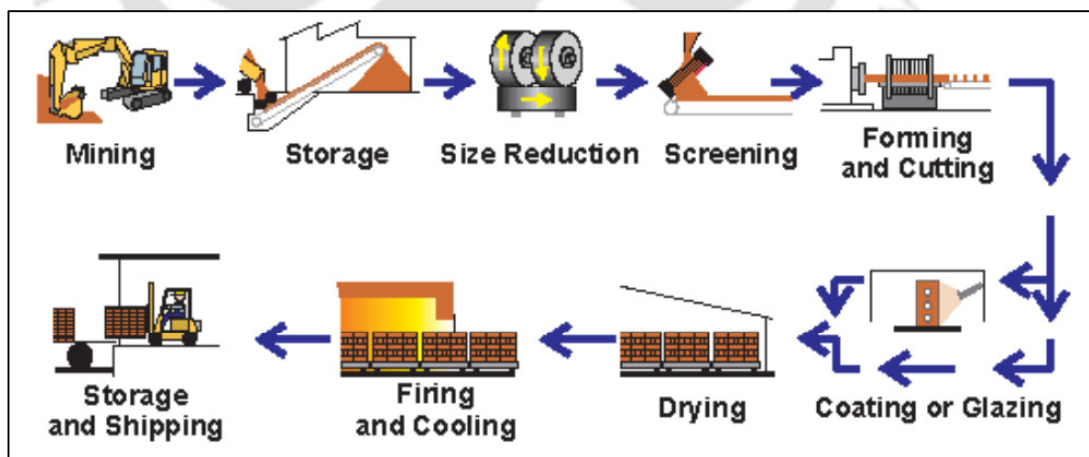 Mining
Storage
Size Reduction
Screening
Forming
and Cutting
Coating or Glazing
Drying
Firing
and Cooling
Storage
and Shipping